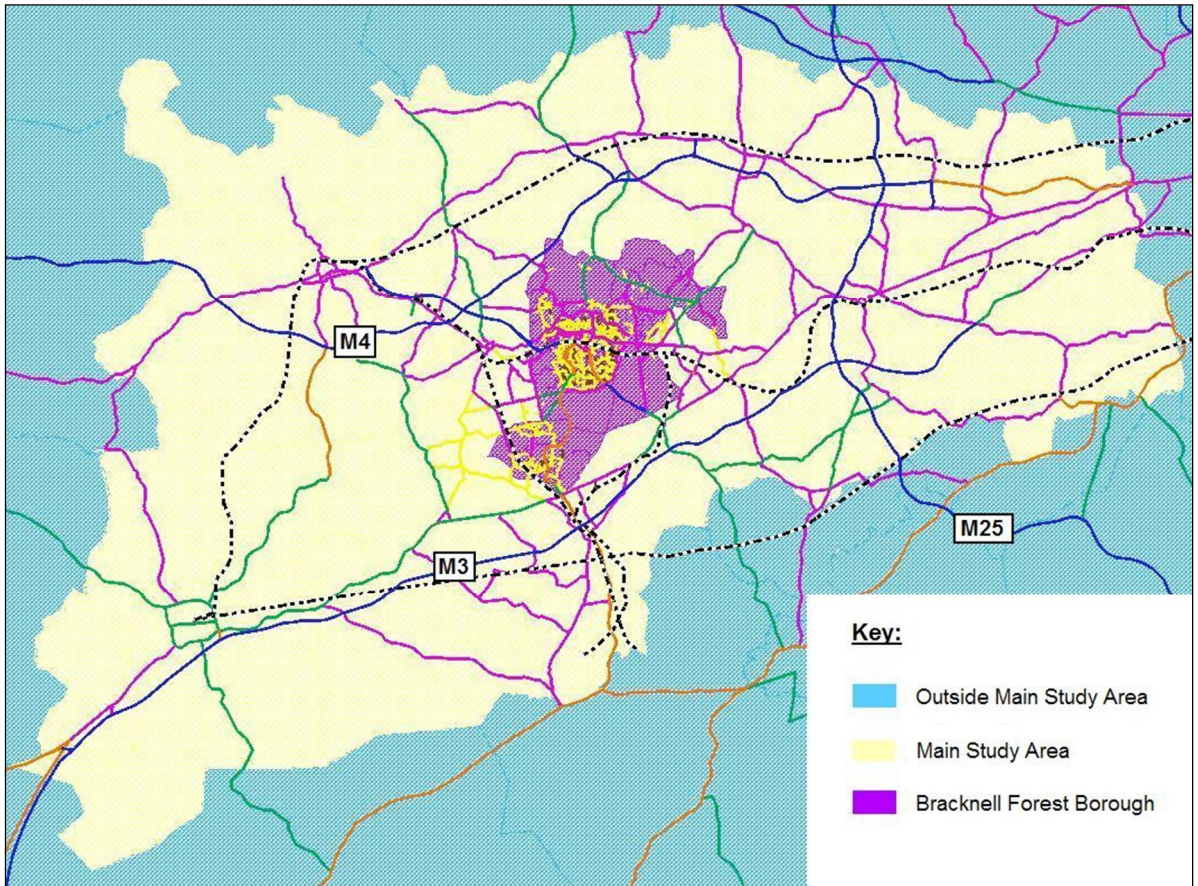 M4
M3
M25
Key:
Outside Main Study Area
Main Study Area
Bracknell Forest Borough